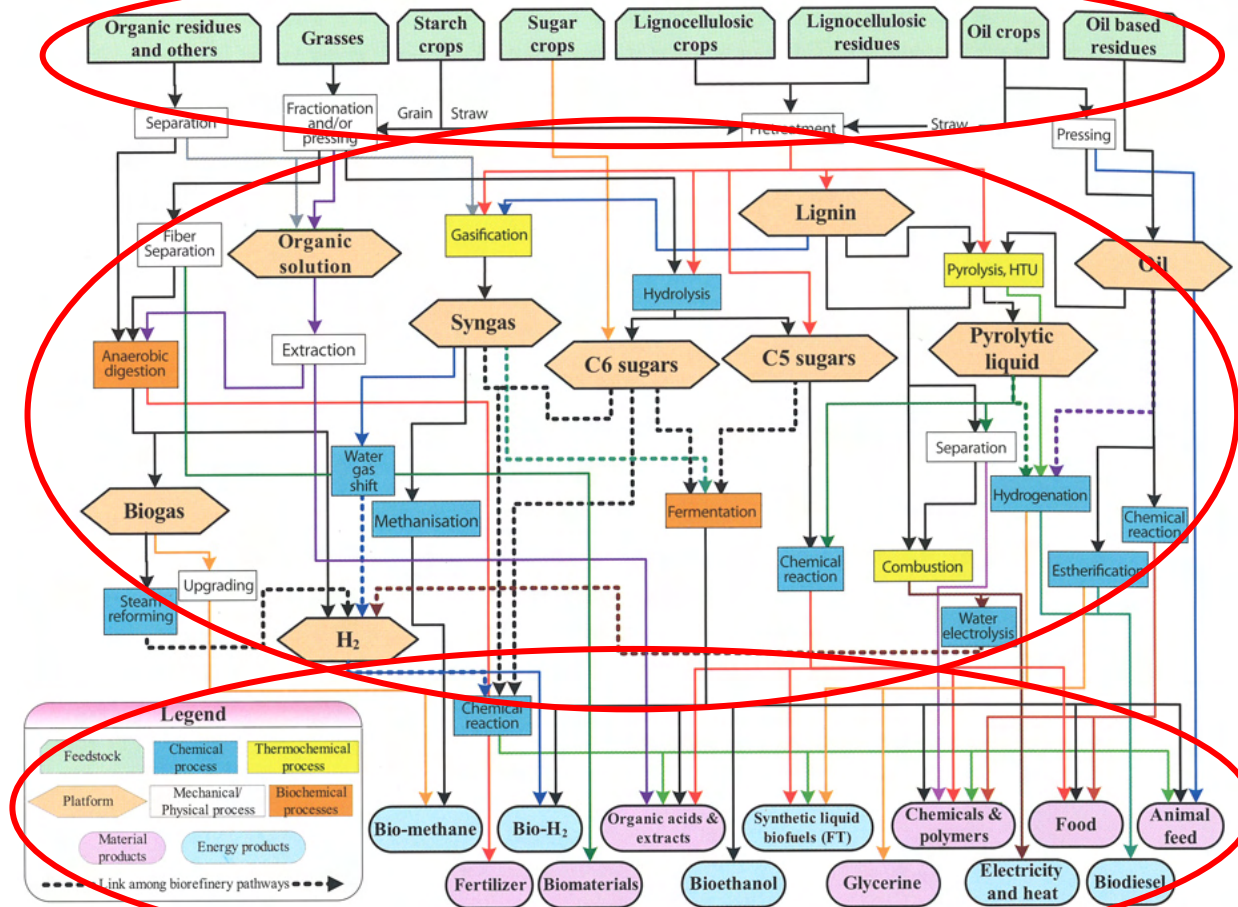 Organic residues
and others
Grasses
Starch
crops
Sugar
crops
Lignocellulosic
crops
Lignocellulosic
residues
Oil crops
Oil based
residues
Separation
Fractionation
and/or
pressing
Grain
Straw
Pretreatment
Straw
Pressing
Fiber
Separation
Organic
solution
Gasification
Lignin
Pyrolysis, HTU
Oil
Hydrolysis
Syngas
C6 sugars
C5 sugars
Pyrolytic
liquid
Anaerobic
digestion
Extraction
Water
gas
shift
Separation
Biogas
Methanisation
Fermentation
Hydrogenation
Chemical
reaction
Chemical
reaction
Combustion
Estherification
Upgrading
Steam
reforming
H2
Water
electrolysis
Chemical
reaction
Legend
Feedstock
Chemical
process
Thermochemical
process
Platform
Mechanical/
Physical process
Biochemical
processes
Material
products
Energy products
Link among biorefinery pathways
Bio-methane
Bio-H2
Organic acids &
extracts
Synthetic liquid
biofuels (FT)
Chemicals &
polymers
Food
Animal
feed
Fertilizer
Biomaterials
Bioethanol
Glycerine
Electricity
and heat
Biodiesel